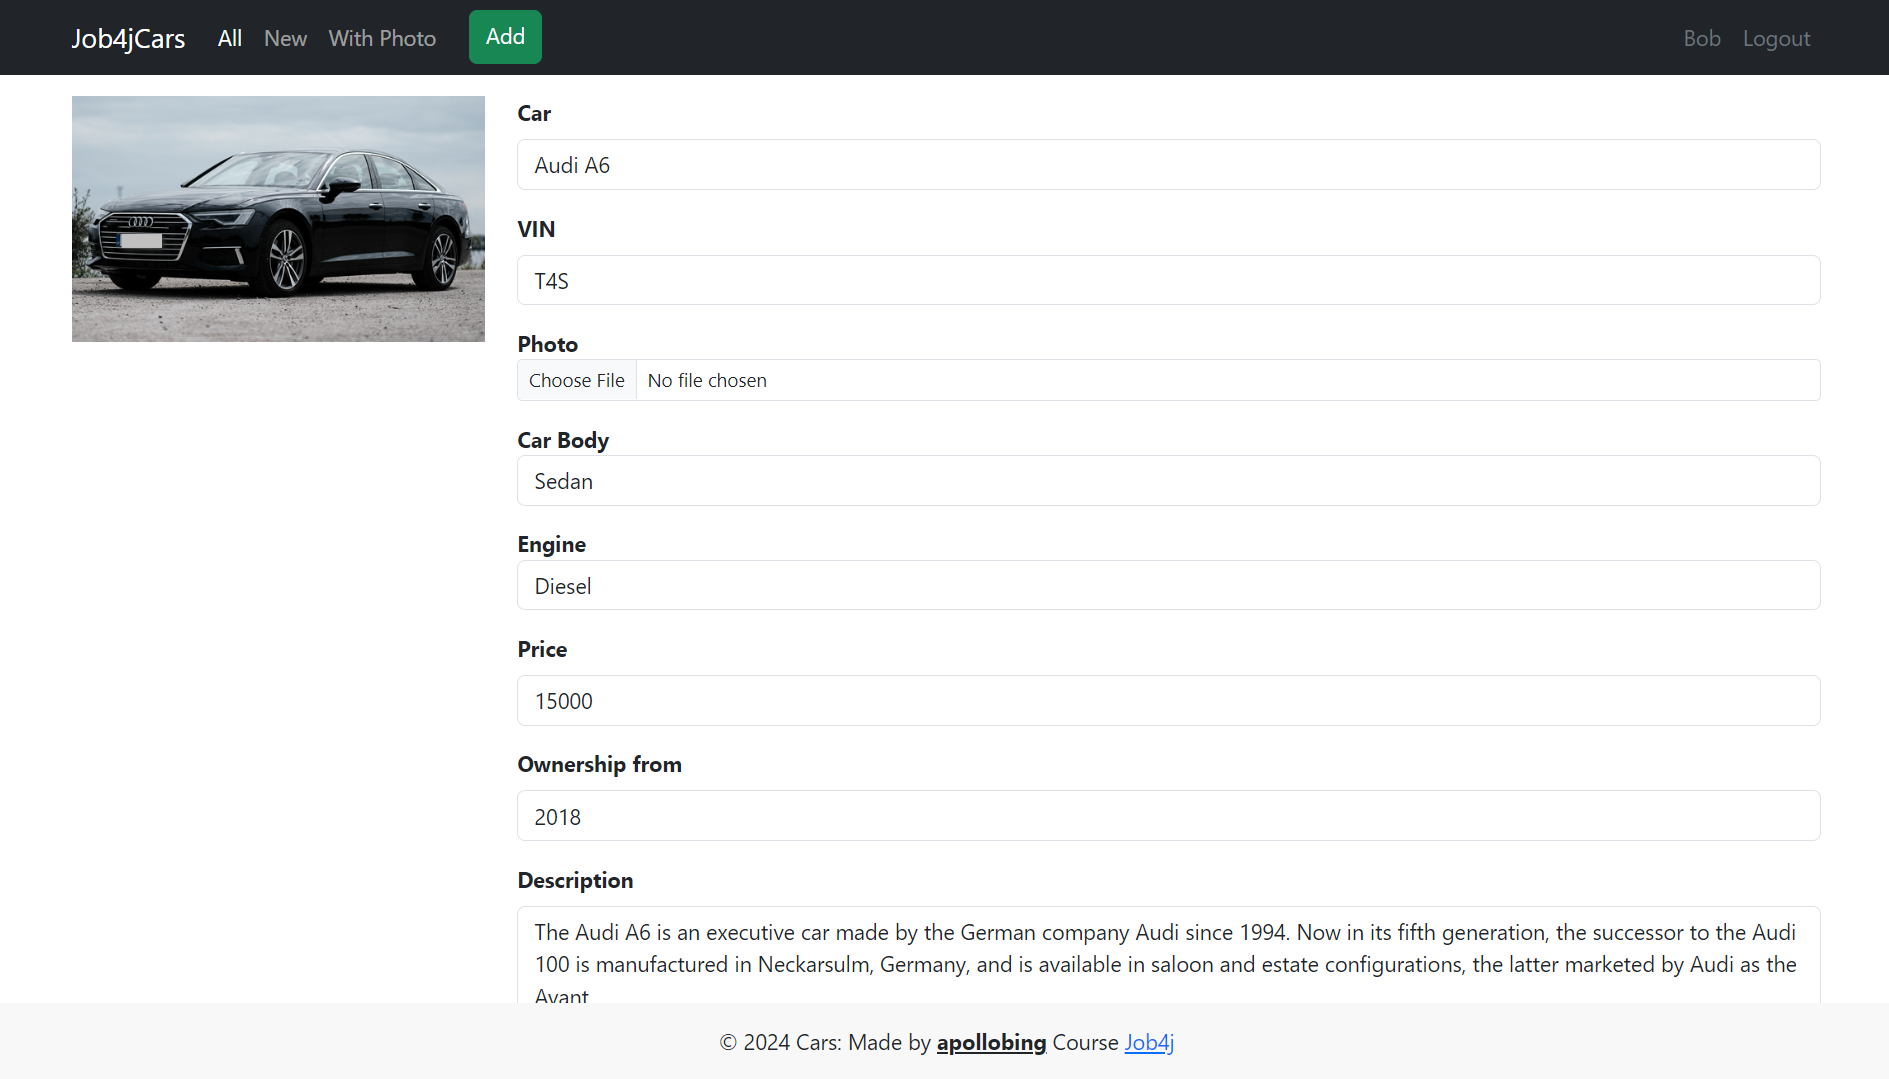 Job4jCars All New With Photo Add Bob Logout
Car
Audi A6
VIN
T4S
Photo
Choose File No file chosen
Car Body
Sedan
Engine
Diesel
Price
15000
Ownership from
2018
Description
The Audi A6 is an executive car made by the German company Audi since 1994. Now in its fifth generation, the successor to the Audi
100 is manufactured in Neckarsulm, Germany, and is available in saloon and estate configurations, the latter marketed by Audi as the
Avant
© 2024 Cars: Made by apollobing Course Job4j